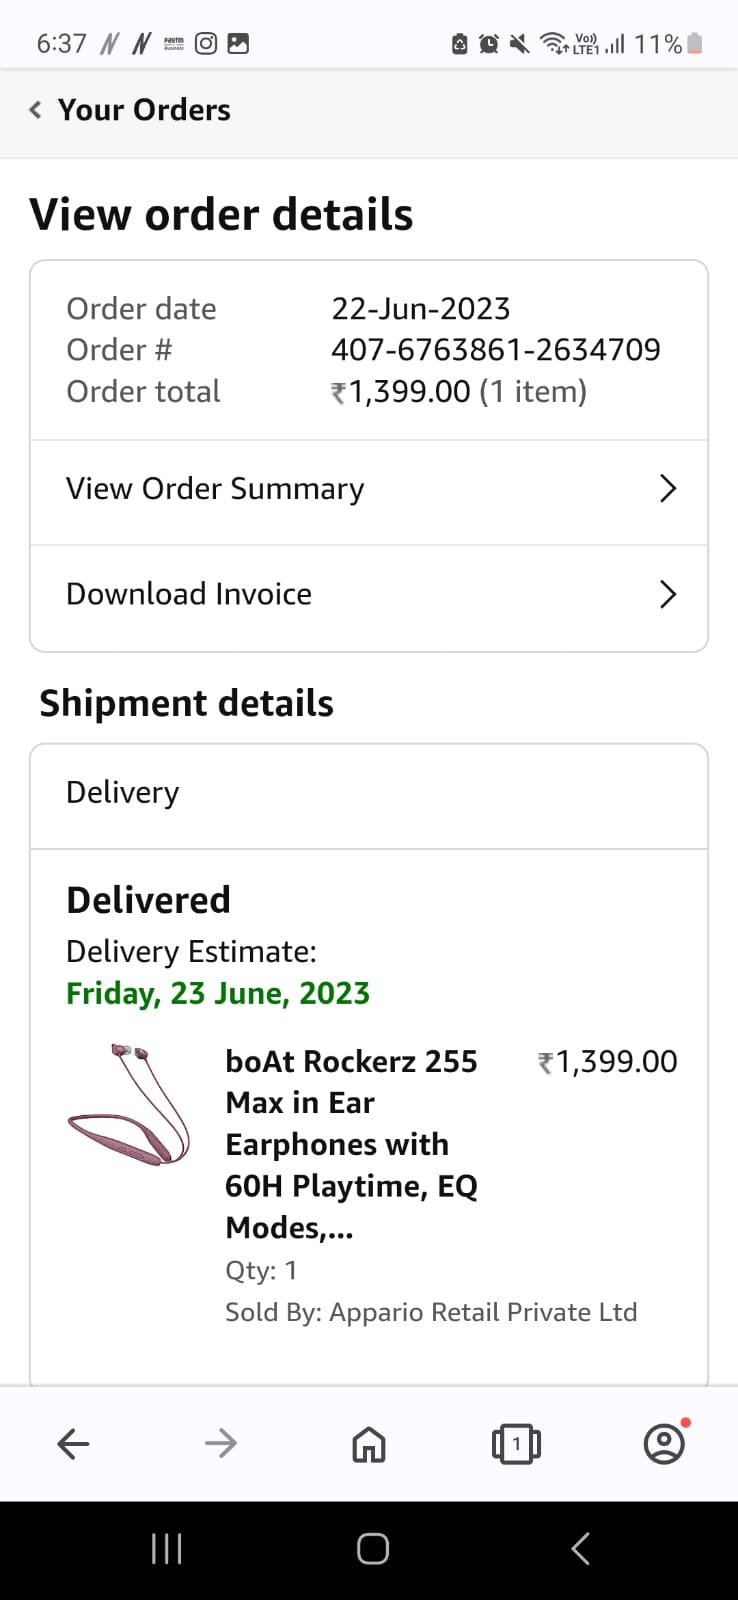 6:37
Paytm
Business
Vo))
LTE1
11%
Your Orders
View order details
Order date 22-Jun-2023
Order # 407-6763861-2634709
Order total ₹1,399.00 (1 item)
View Order Summary
Download Invoice
Shipment details
Delivery
Delivered
Delivery Estimate:
Friday, 23 June, 2023
boAt Rockerz 255 ₹1,399.00
Max in Ear
Earphones with
60H Playtime, EQ
Modes,...
Qty: 1
Sold By: Appario Retail Private Ltd
1